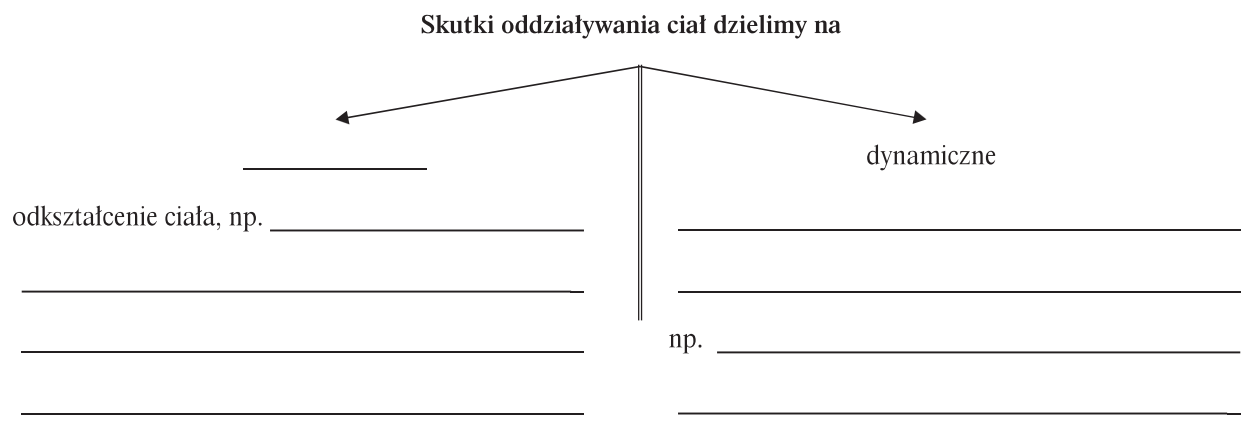 Skutki oddziaływania ciał dzielimy na
dynamiczne
odkształcenie ciała, np.
np.